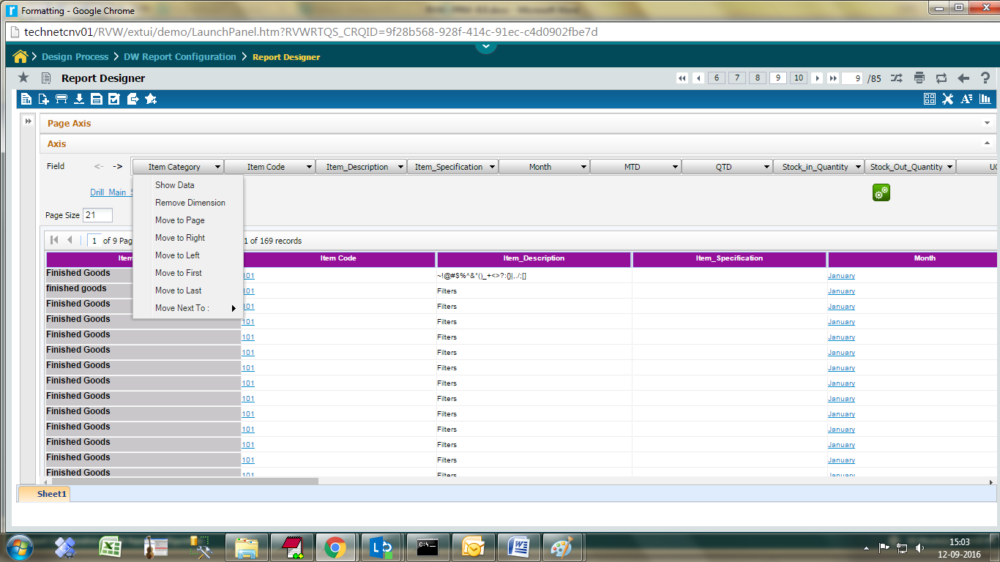 Formatting - Google Chrome
technetcnv01/RVW/extui/demo/LaunchPanel.htm?RVWRTQS_CRQID=9f28b568-928f-414c-91ec-c4d0902fbe7d
Design Process > DW Report Configuration > Report Designer
Report Designer 6 7 8 9 10 9 /85
Page Axis
Axis
Field <- -> Item Category Item Code Item_Description Item_Specification Month MTD QTD Stock_in_Quantity Stock_Out_Quantity
Show Data
Drill_Main_
Remove Dimension
Page Size 21
Move to Page
Move to Right
1 of 9 Pag 1 of 169 records
Move to Left
Item Code Item_Description Item_Specification Month
Move to First
Move to Last
Move Next To :
Finished Goods 101 ~!@#$%^&*()_+<>?:{}|,./;[] January
finished goods 101 Filters January
Finished Goods 101 Filters January
Finished Goods 101 Filters January
Finished Goods 101 Filters January
Finished Goods 101 Filters January
Finished Goods 101 Filters January
Finished Goods 101 Filters January
Finished Goods 101 Filters January
Finished Goods 101 Filters January
Finished Goods 101 Filters January
Finished Goods 101 Filters January
Finished Goods 101 Filters January
Finished Goods 101 Filters January
Sheet1
15:03
12-09-2016